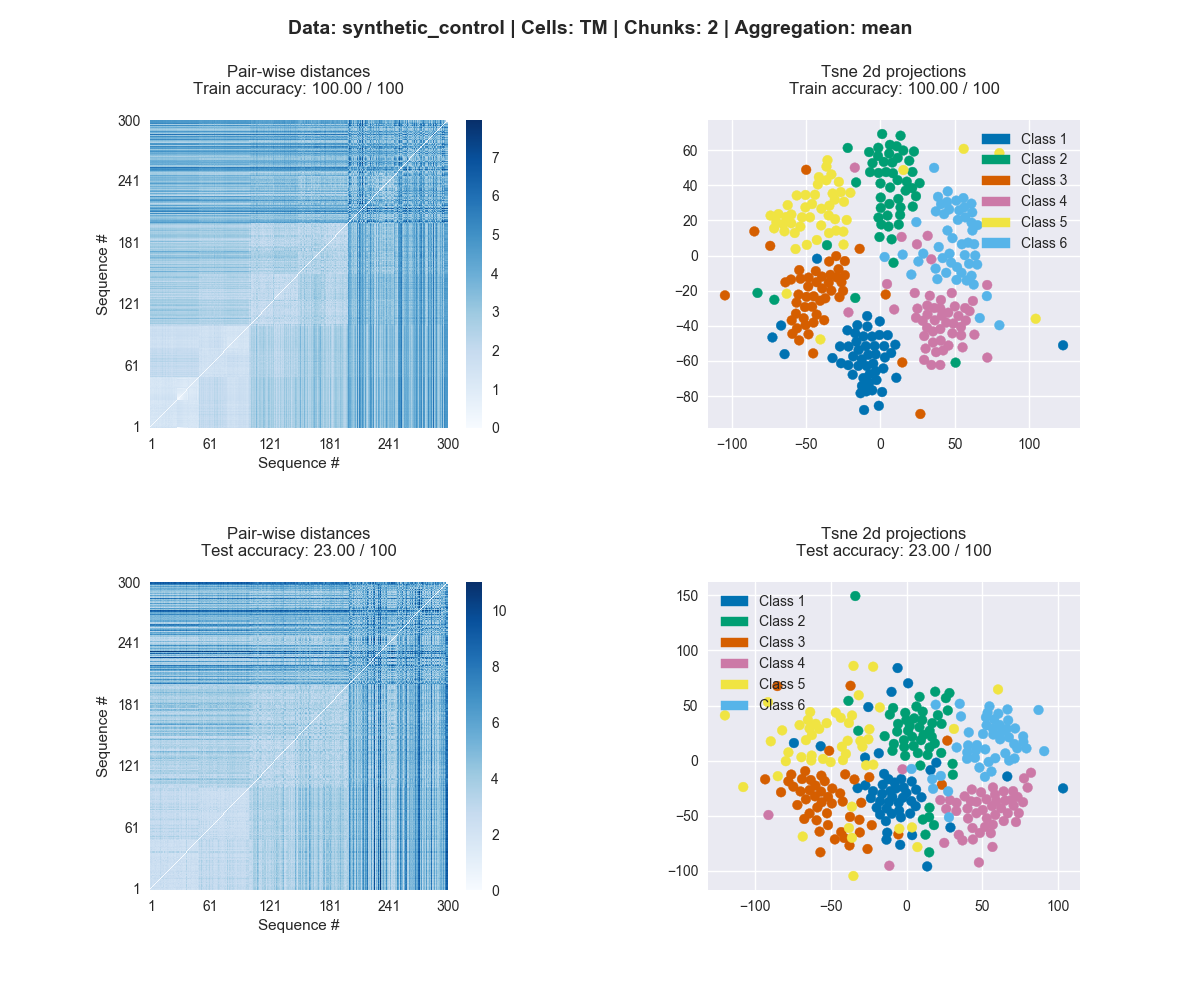 Data: synthetic_control | Cells: TM | Chunks: 2 | Aggregation: mean
Pair-wise distances
Train accuracy: 100.00 / 100
300
241
181
121
61
1
Sequence #
1 61 121 181 241 300
Sequence #
7
6
5
4
3
2
1
0
Tsne 2d projections
Train accuracy: 100.00 / 100
60
40
20
0
−20
−40
−60
−80
−100 −50 0 50 100
Class 1
Class 2
Class 3
Class 4
Class 5
Class 6
Pair-wise distances
Test accuracy: 23.00 / 100
300
241
181
121
61
1
Sequence #
1 61 121 181 241 300
Sequence #
10
8
6
4
2
0
Tsne 2d projections
Test accuracy: 23.00 / 100
150
100
50
0
−50
−100
−100 −50 0 50 100
Class 1
Class 2
Class 3
Class 4
Class 5
Class 6